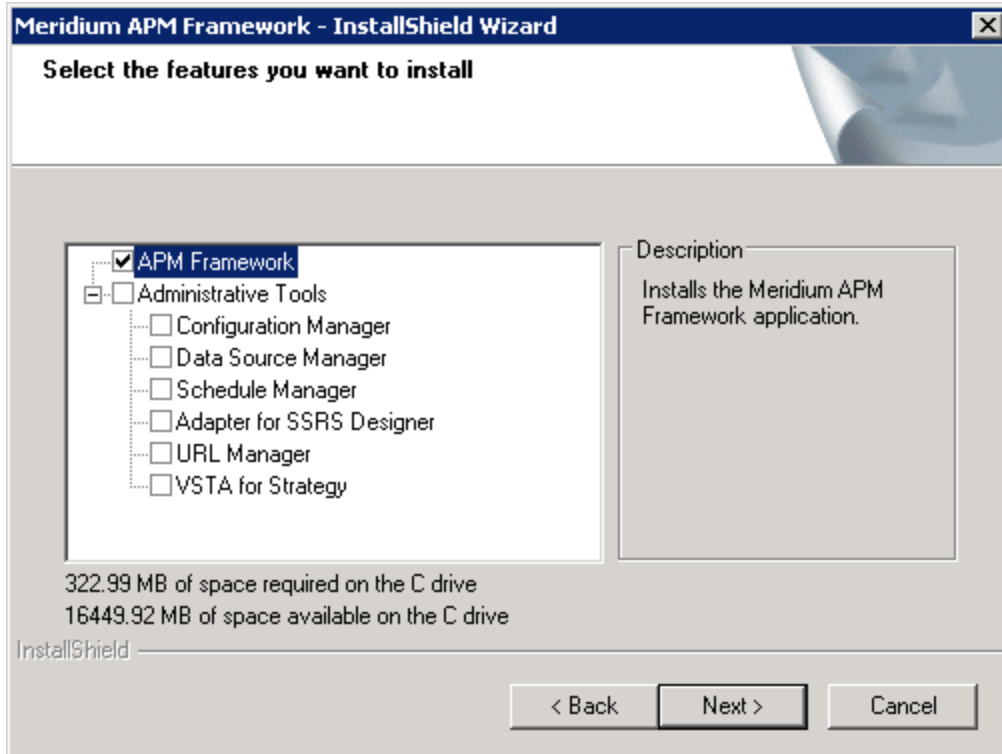 Meridium APM Framework - InstallShield Wizard
Select the features you want to install
APM Framework
Administrative Tools
Configuration Manager
Data Source Manager
Schedule Manager
Adapter for SSRS Designer
URL Manager
VSTA for Strategy
Description
Installs the Meridium APM
Framework application.
322.99 MB of space required on the C drive
16449.92 MB of space available on the C drive
InstallShield
< Back
Next >
Cancel